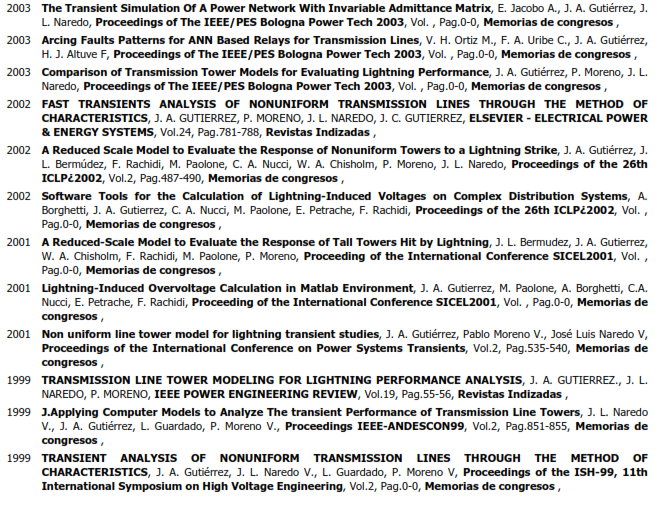 2003 The Transient Simulation Of A Power Network With Invariable Admittance Matrix, E. Jacobo A., J. A. Gutiérrez, J.
L. Naredo, Proceedings of The IEEE/PES Bologna Power Tech 2003, Vol. , Pag.0-0, Memorias de congresos ,
2003 Arcing Faults Patterns for ANN Based Relays for Transmission Lines, V. H. Ortiz M., F. A. Uribe C., J. A. Gutiérrez,
H. J. Altuve F, Proceedings of The IEEE/PES Bologna Power Tech 2003, Vol. , Pag.0-0, Memorias de congresos ,
2003 Comparison of Transmission Tower Models for Evaluating Lightning Performance, J. A. Gutiérrez, P. Moreno, J. L.
Naredo, Proceedings of The IEEE/PES Bologna Power Tech 2003, Vol. , Pag.0-0, Memorias de congresos ,
2002 FAST TRANSIENTS ANALYSIS OF NONUNIFORM TRANSMISSION LINES THROUGH THE METHOD OF
CHARACTERISTICS, J. A. GUTIERREZ, P. MORENO, J. L. NAREDO, J. C. GUTIERREZ, ELSEVIER - ELECTRICAL POWER
& ENERGY SYSTEMS, Vol.24, Pag.781-788, Revistas Indizadas ,
2002 A Reduced Scale Model to Evaluate the Response of Nonuniform Towers to a Lightning Strike, J. A. Gutiérrez, J.
L. Bermúdez, F. Rachidi, M. Paolone, C. A. Nucci, W. A. Chisholm, P. Moreno, J. L. Naredo, Proceedings of the 26th
ICLP¿2002, Vol.2, Pag.487-490, Memorias de congresos ,
2002 Software Tools for the Calculation of Lightning-Induced Voltages on Complex Distribution Systems, A.
Borghetti, J. A. Gutierrez, C. A. Nucci, M. Paolone, E. Petrache, F. Rachidi, Proceedings of the 26th ICLP¿2002, Vol. ,
Pag.0-0, Memorias de congresos ,
2001 A Reduced-Scale Model to Evaluate the Response of Tall Towers Hit by Lightning, J. L. Bermudez, J. A. Gutierrez,
W. A. Chisholm, F. Rachidi, M. Paolone, P. Moreno, Proceeding of the International Conference SICEL2001, Vol. ,
Pag.0-0, Memorias de congresos ,
2001 Lightning-Induced Overvoltage Calculation in Matlab Environment, J. A. Gutierrez, M. Paolone, A. Borghetti, C.A.
Nucci, E. Petrache, F. Rachidi, Proceeding of the International Conference SICEL2001, Vol. , Pag.0-0, Memorias de
congresos ,
2001 Non uniform line tower model for lightning transient studies, J. A. Gutiérrez, Pablo Moreno V., José Luis Naredo V,
Proceedings of the International Conference on Power Systems Transients, Vol.2, Pag.535-540, Memorias de
congresos ,
1999 TRANSMISSION LINE TOWER MODELING FOR LIGHTNING PERFORMANCE ANALYSIS, J. A. GUTIERREZ., J. L.
NAREDO, P. MORENO, IEEE POWER ENGINEERING REVIEW, Vol.19, Pag.55-56, Revistas Indizadas ,
1999 J.Applying Computer Models to Analyze The transient Performance of Transmission Line Towers, J. L. Naredo
V., J. A. Gutiérrez, L. Guardado, P. Moreno V., Proceedings IEEE-ANDESCON99, Vol.2, Pag.851-855, Memorias de
congresos ,
1999 TRANSIENT ANALYSIS OF NONUNIFORM TRANSMISSION LINES THROUGH THE METHOD OF
CHARACTERISTICS, J. A. Gutiérrez, J. L. Naredo V., L. Guardado, P. Moreno V, Proceedings of the ISH-99, 11th
International Symposium on High Voltage Engineering, Vol.2, Pag.0-0, Memorias de congresos ,